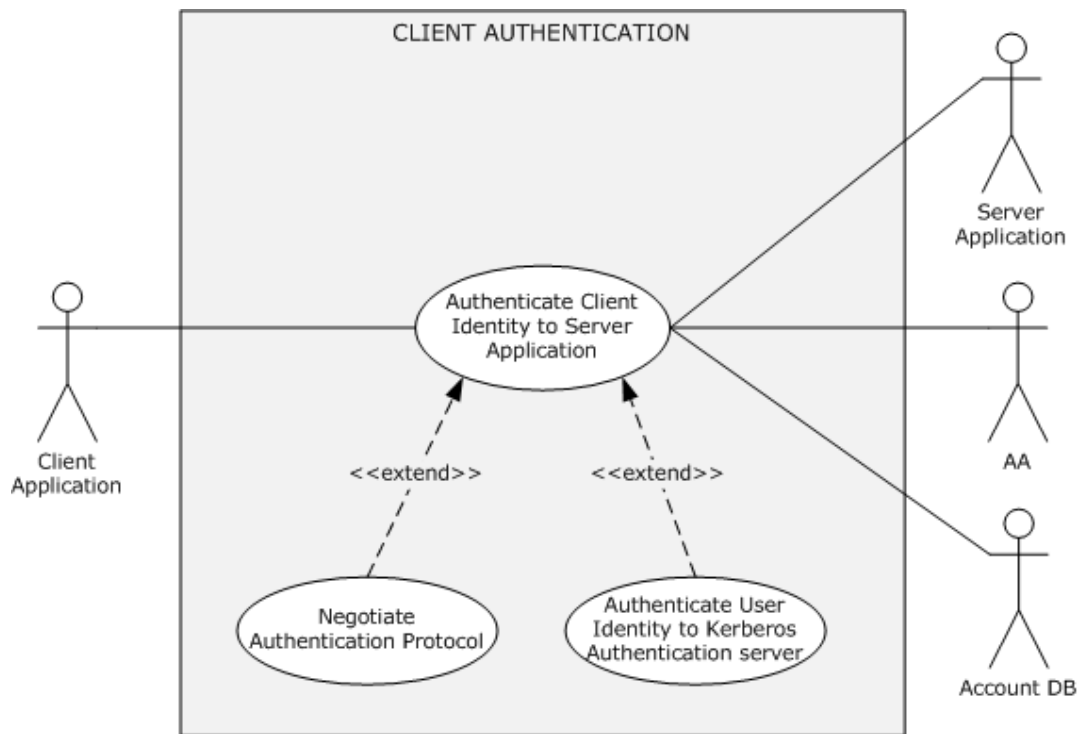 CLIENT AUTHENTICATION
Server
Application
Authenticate Client
Identity to Server
Application
Client
Application
AA
<<extend>>
<<extend>>
Negotiate
Authentication Protocol
Authenticate User
Identity to Kerberos
Authentication server
Account DB